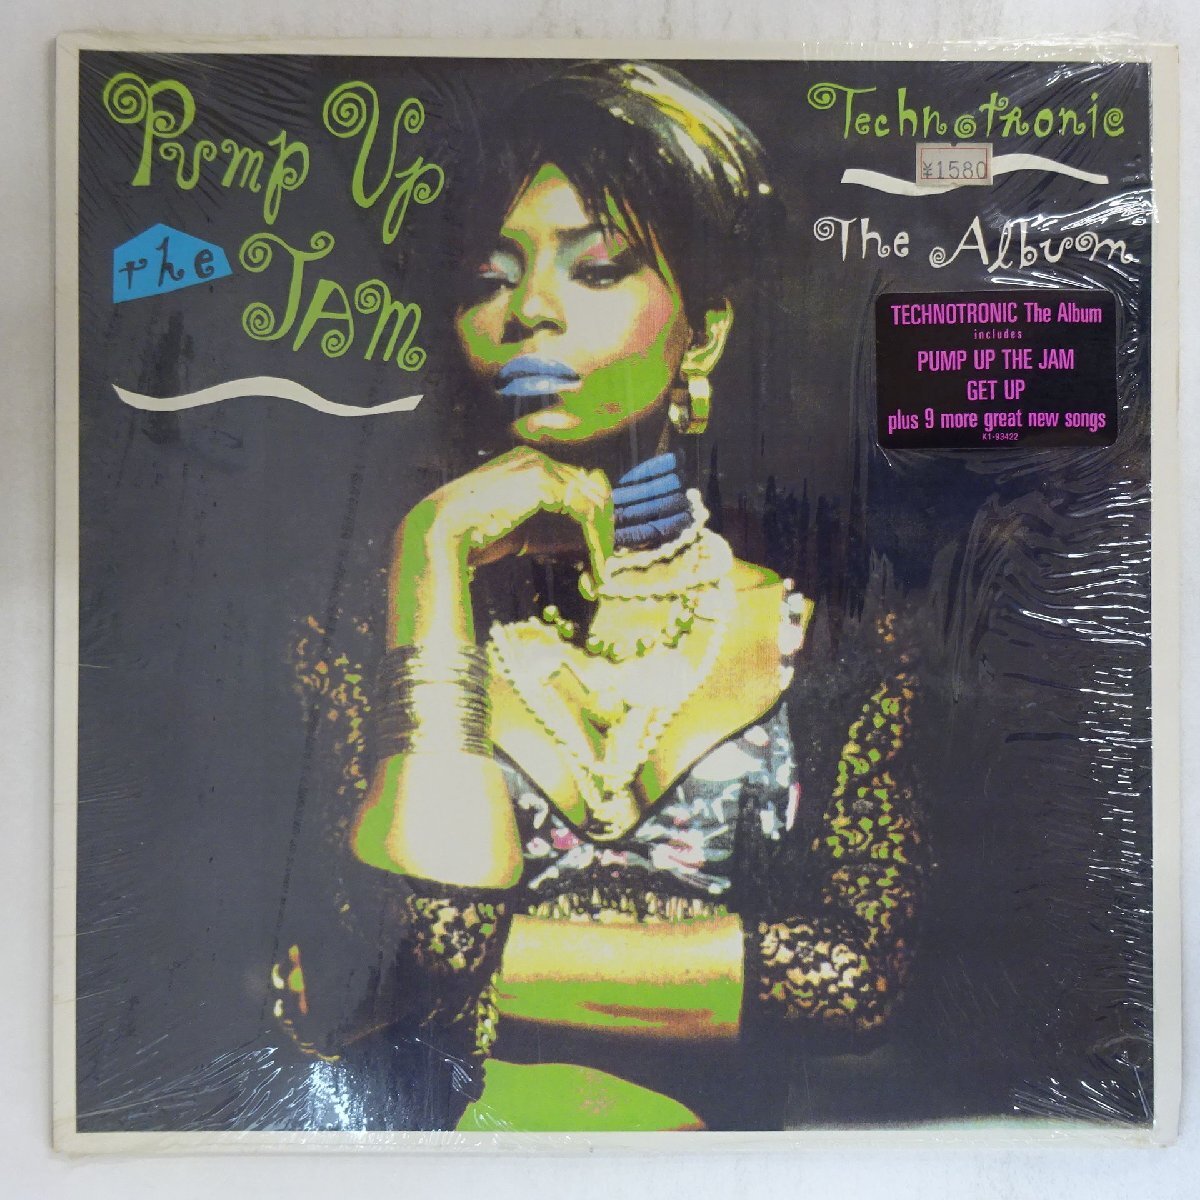 Pump Up
the JAM
Technotronic
¥1580
The Album
TECHNOTRONIC The Album
includes
PUMP UP THE JAM
GET UP
plus 9 more great new songs
K1-93422